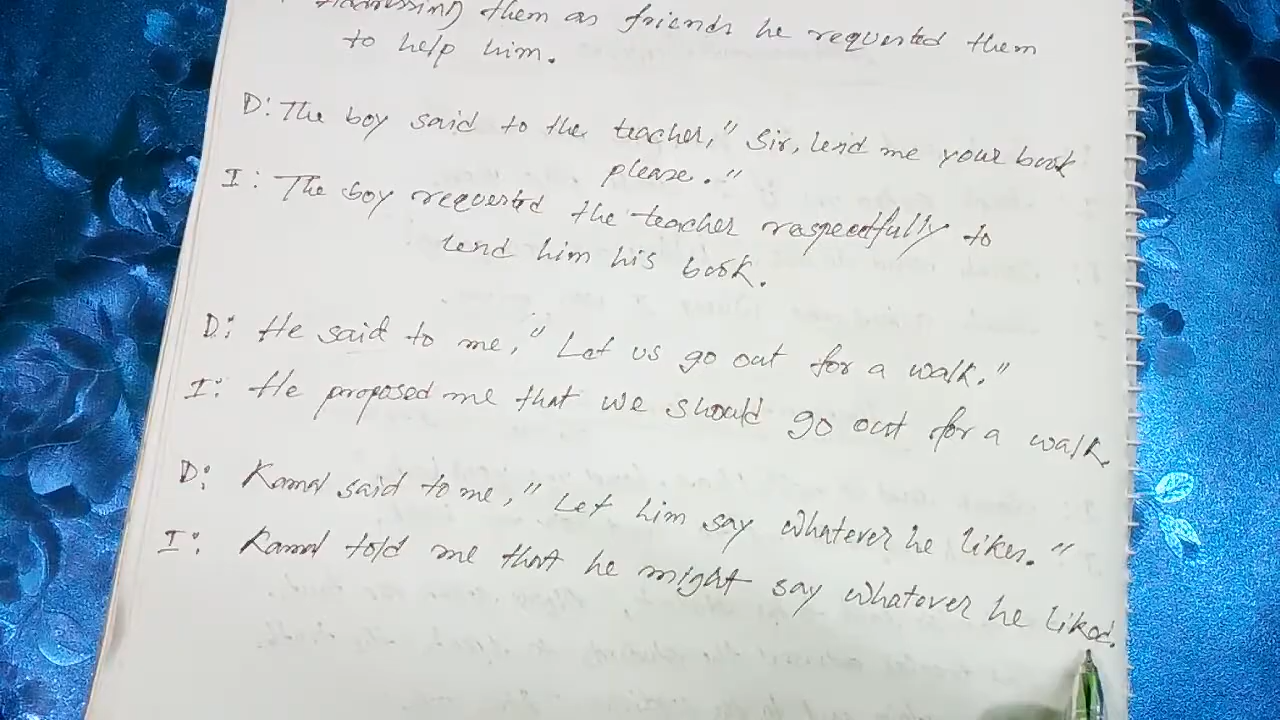 Addressing them as friends he requested them
to help him.
D: The boy said to the teacher, " Sir, lend me your book
please. "
I: The boy requested the teacher raspectfully to
lend him his book.
D: He said to me, " Let us go out for a walk. "
I: He proposed me that we should go out for a walk.
D: Kamal said to me, " Let him say whatever he likes. "
I: Kamal told me that he might say whatever he liked.